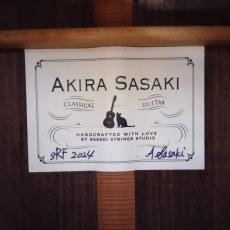 AKIRA SASAKI
CLASSICAL GUITAR
HANDCRAFTED WITH LOVE
BY SASAKI STRINGS STUDIO
SRF 2024 A. Sasaki